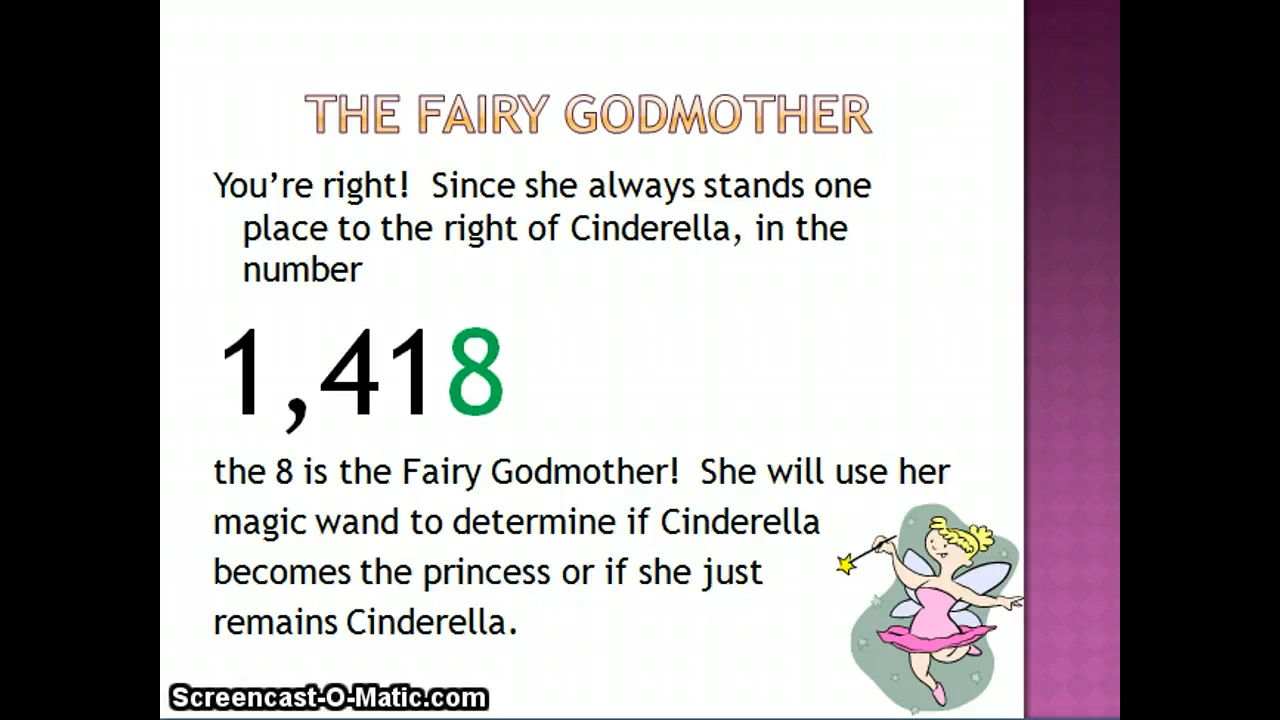 THE FAIRY GODMOTHER
You’re right!  Since she always stands one
place to the right of Cinderella, in the
number
1,418
the 8 is the Fairy Godmother!  She will use her
magic wand to determine if Cinderella
becomes the princess or if she just
remains Cinderella.
Screencast-O-Matic.com